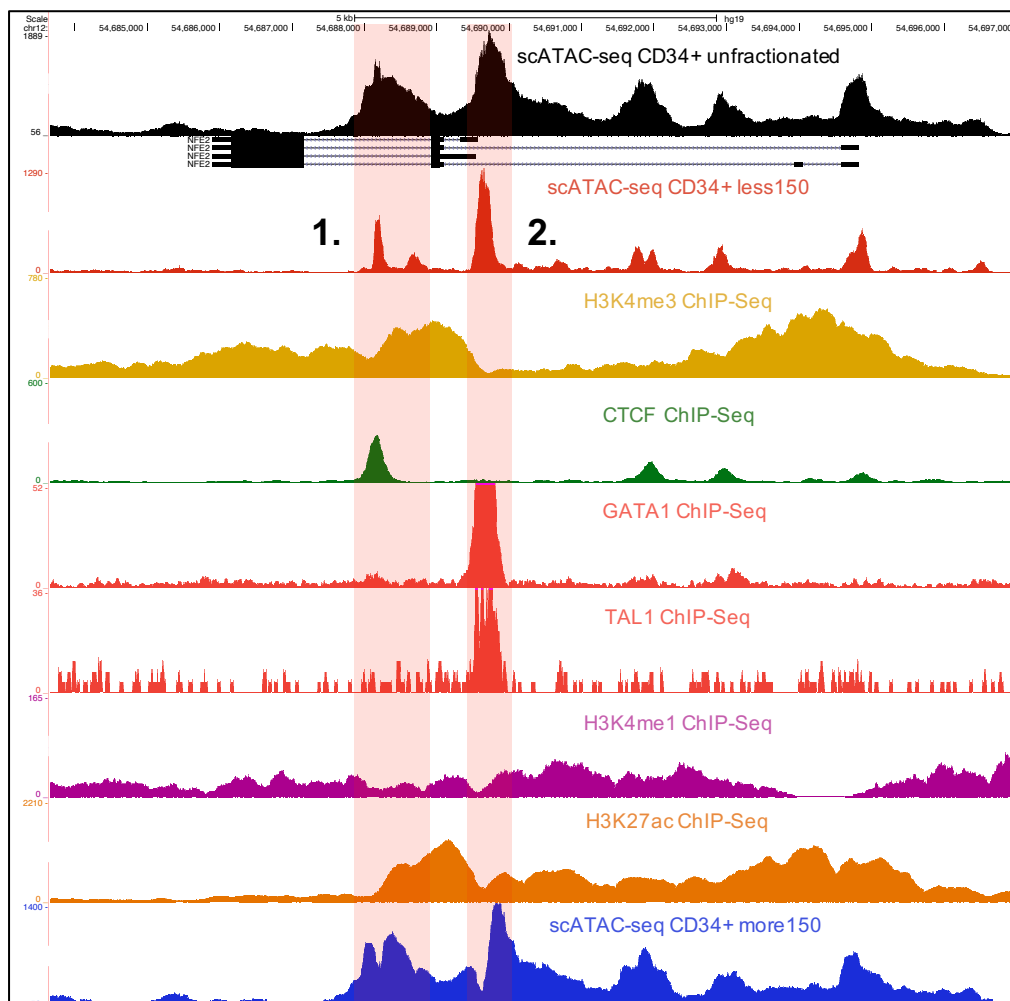 Scale 5 kb hg19
chr12: 54,685,000 54,686,000 54,687,000 54,688,000 54,689,000 54,690,000 54,691,000 54,692,000 54,693,000 54,694,000 54,695,000 54,696,000 54,697,000
1889
scATAC-seq CD34+ unfractionated
56
NFE2
NFE2
NFE2
NFE2
1290
scATAC-seq CD34+ less150
1. 2.
0
780
H3K4me3 ChIP-Seq
0
600
CTCF ChIP-Seq
0
52
GATA1 ChIP-Seq
0
36
TAL1 ChIP-Seq
0
165
H3K4me1 ChIP-Seq
0
2210
H3K27ac ChIP-Seq
0
1400
scATAC-seq CD34+ more150